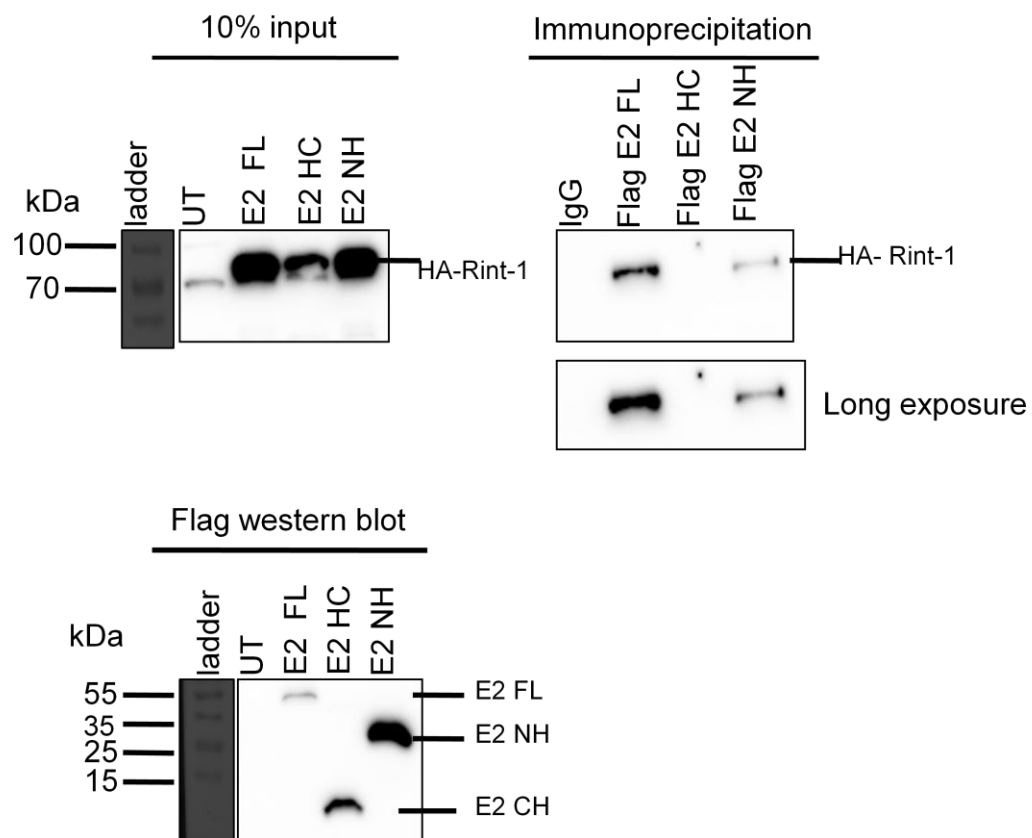 10% input
Immunoprecipitation
kDa
ladder
UT
E2 FL
E2 HC
E2 NH
100
70
HA-Rint-1
IgG
Flag E2 FL
Flag E2 HC
Flag E2 NH
HA- Rint-1
Long exposure
Flag western blot
kDa
ladder
UT
E2 FL
E2 HC
E2 NH
55
35
25
15
E2 FL
E2 NH
E2 CH